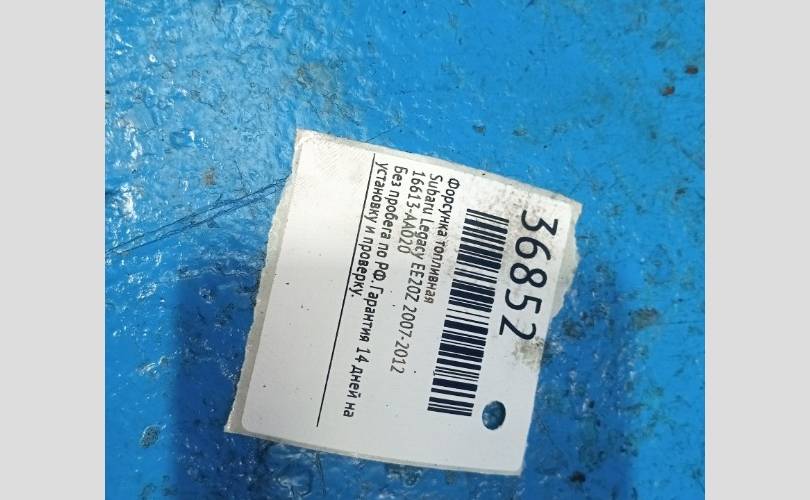 36852
Форсунка топливная
Subaru Legacy EE20Z 2007-2012
16613-AA020
Без пробега по РФ. Гарантия 14 дней на
установку и проверку.